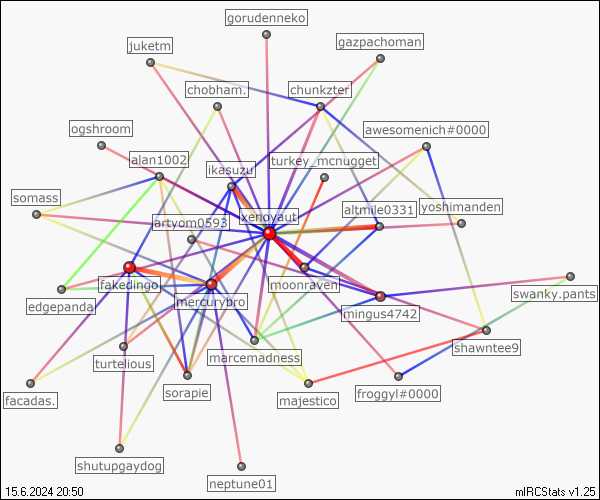 gorudenneko
juketm
gazpachoman
chobham.
chunkzter
ogshroom
awesomenich#0000
alan1002
ikasuzu
turkey_mcnugget
somass
artyom0593
xenoyaut
altmile0331
yoshimanden
fakedingo
mercurybro
moonraven
mingus4742
swanky.pants
edgepanda
turtelious
marcemadness
shawntee9
facadas.
sorapie
majestico
froggyl#0000
shutupgaydog
neptune01
15.6.2024 20:50
mIRCStats v1.25